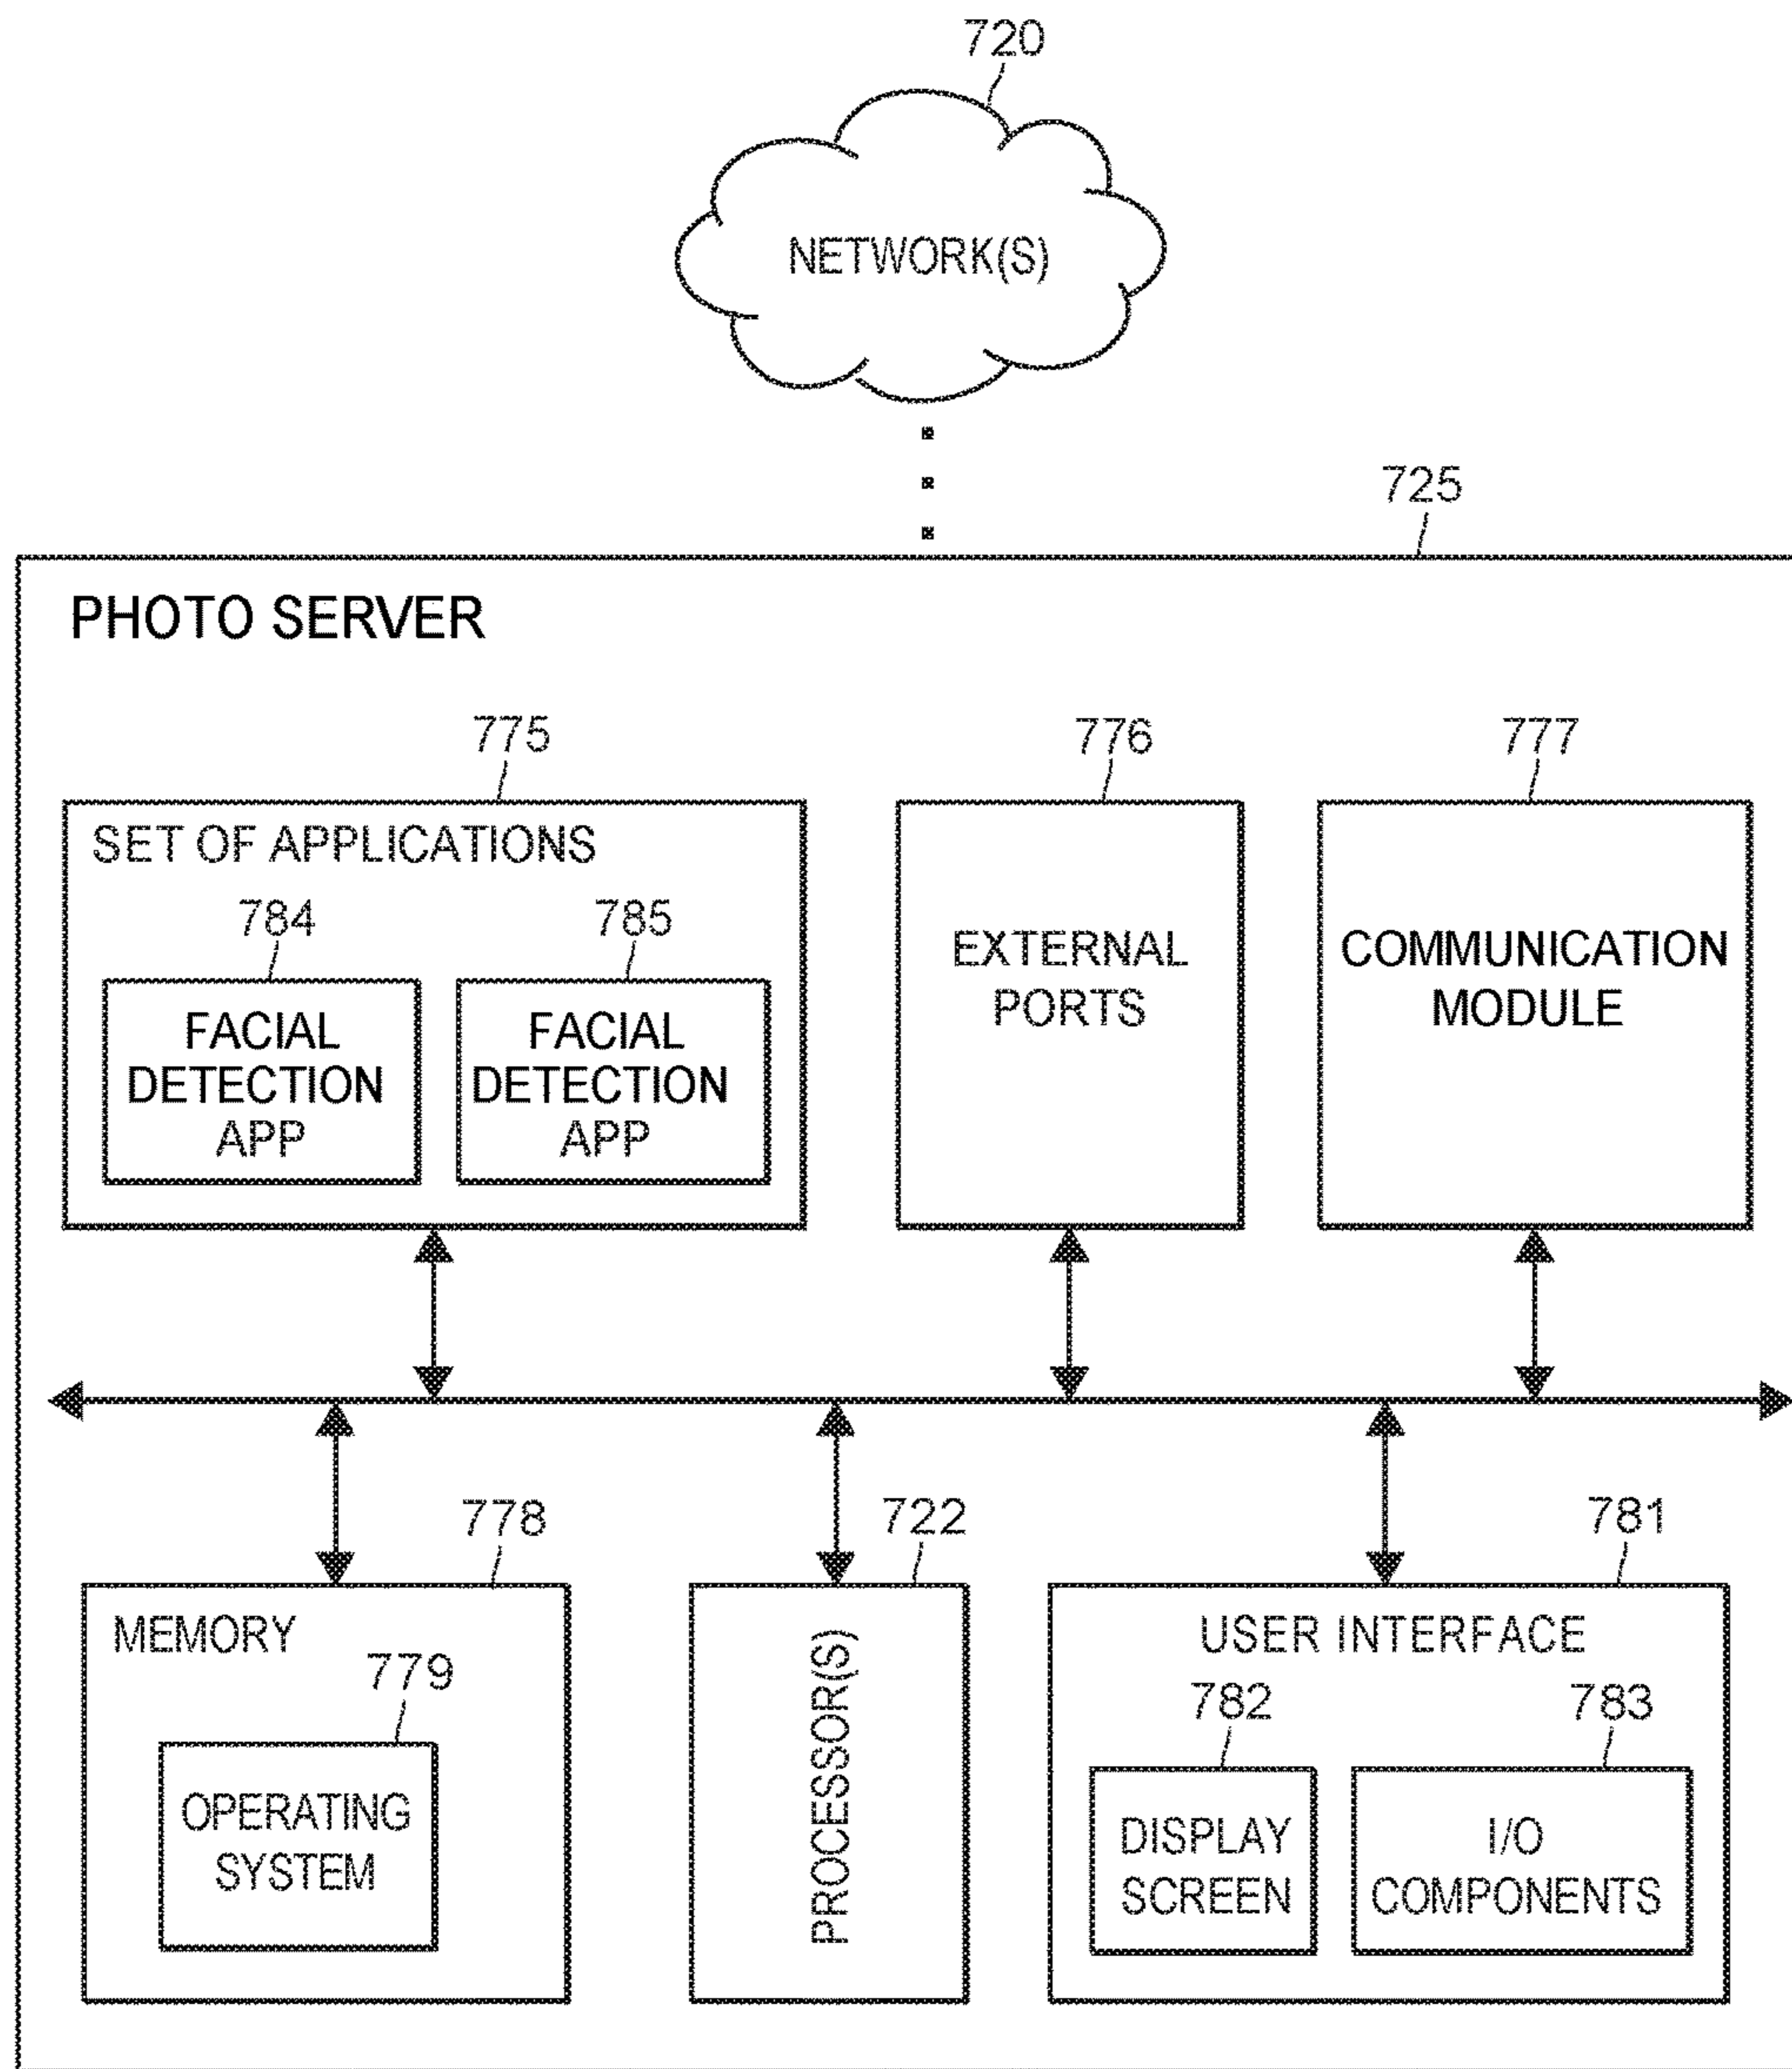 720
NETWORK(S)
725
PHOTO SERVER
775
776
777
SET OF APPLICATIONS
784
785
FACIAL
DETECTION
APP
FACIAL
DETECTION
APP
EXTERNAL
PORTS
COMMUNICATION
MODULE
778
722
781
MEMORY
779
OPERATING
SYSTEM
PROCESSOR(S)
USER INTERFACE
782
783
DISPLAY
SCREEN
I/O
COMPONENTS